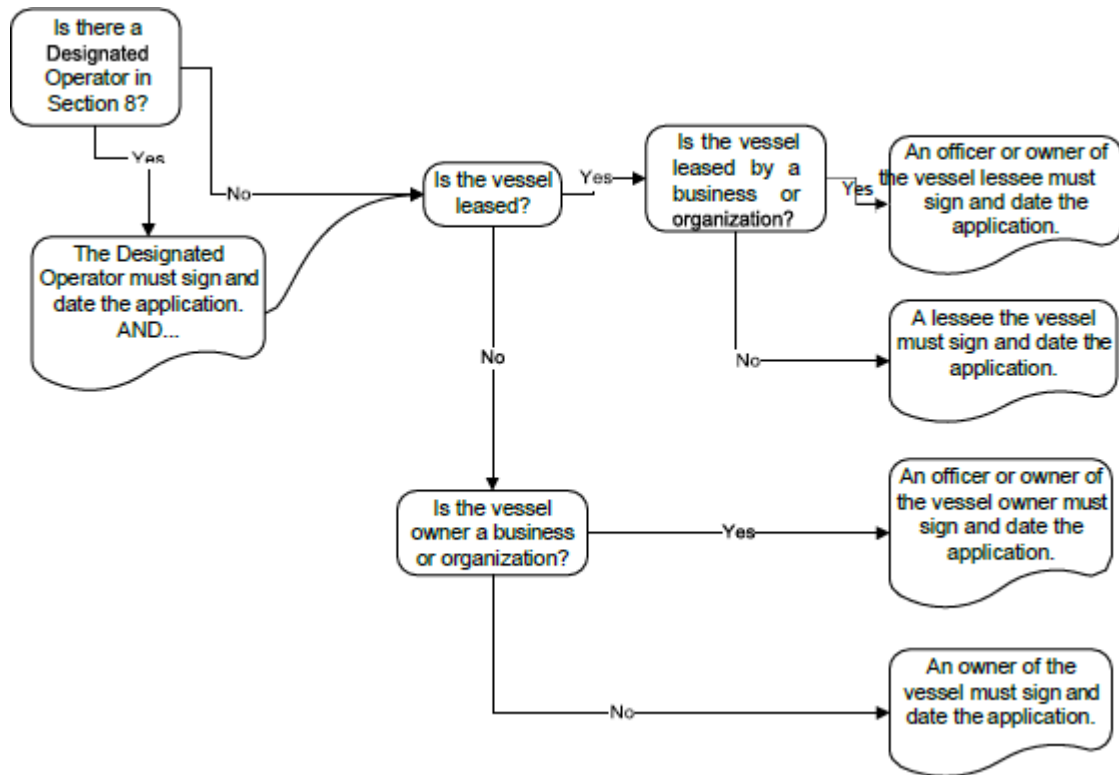 Is there a
Designated
Operator in
Section 8?
Yes
No
The Designated
Operator must sign and
date the application.
AND...
Is the vessel
leased?
Yes
Is the vessel
leased by a
business or
organization?
Yes
An officer or owner of
the vessel lessee must
sign and date the
application.
No
A lessee the vessel
must sign and date the
application.
No
Is the vessel
owner a business
or organization?
Yes
An officer or owner of
the vessel owner must
sign and date the
application.
No
An owner of the
vessel must sign and
date the application.